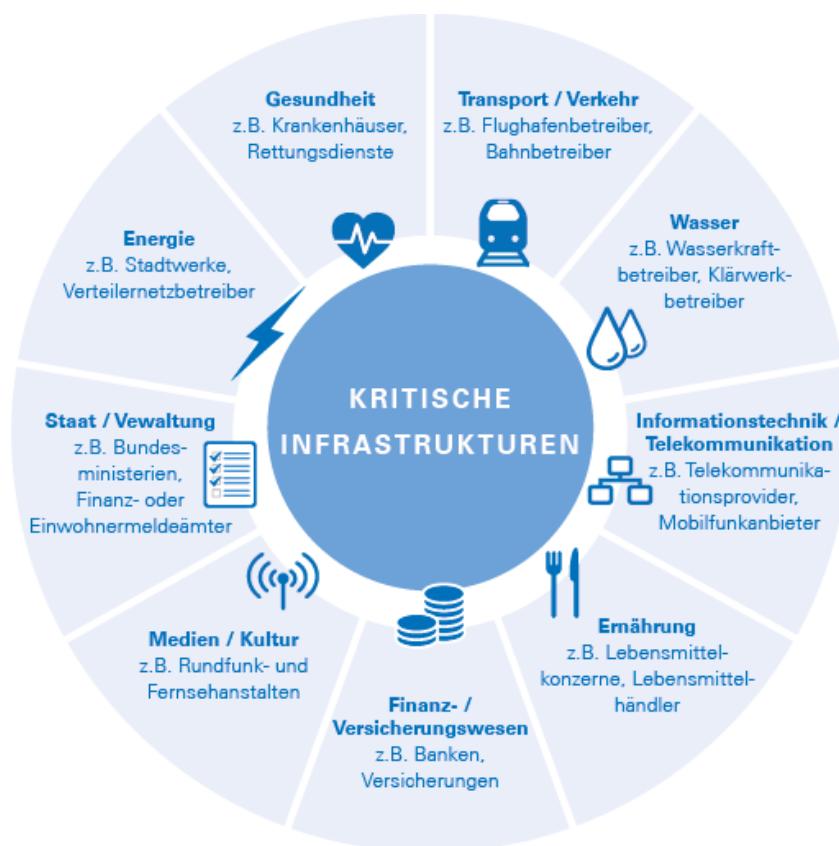 Gesundheit
z.B. Krankenhäuser,
Rettungsdienste
Transport / Verkehr
z.B. Flughafenbetreiber,
Bahnbetreiber
Wasser
z.B. Wasserkraft-
betreiber, Klärwerk-
betreiber
Informationstechnik /
Telekommunikation
z.B. Telekommunika-
tionsprovider,
Mobilfunkanbieter
Ernährung
z.B. Lebensmittel-
konzerne, Lebensmittel-
händler
Finanz- /
Versicherungswesen
z.B. Banken,
Versicherungen
Medien / Kultur
z.B. Rundfunk- und
Fernsehanstalten
Staat / Vewaltung
z.B. Bundes-
ministerien,
Finanz- oder
Einwohnermeldeämter
Energie
z.B. Stadtwerke,
Verteilernetzbetreiber
KRITISCHE
INFRASTRUKTUREN